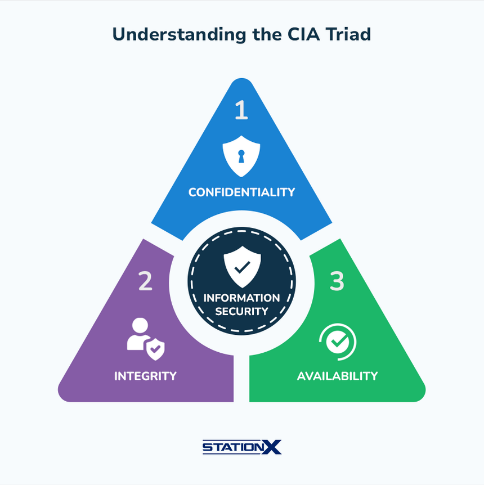 Understanding the CIA Triad
1
CONFIDENTIALITY
2
3
INFORMATION
SECURITY
INTEGRITY
AVAILABILITY
STATIONX